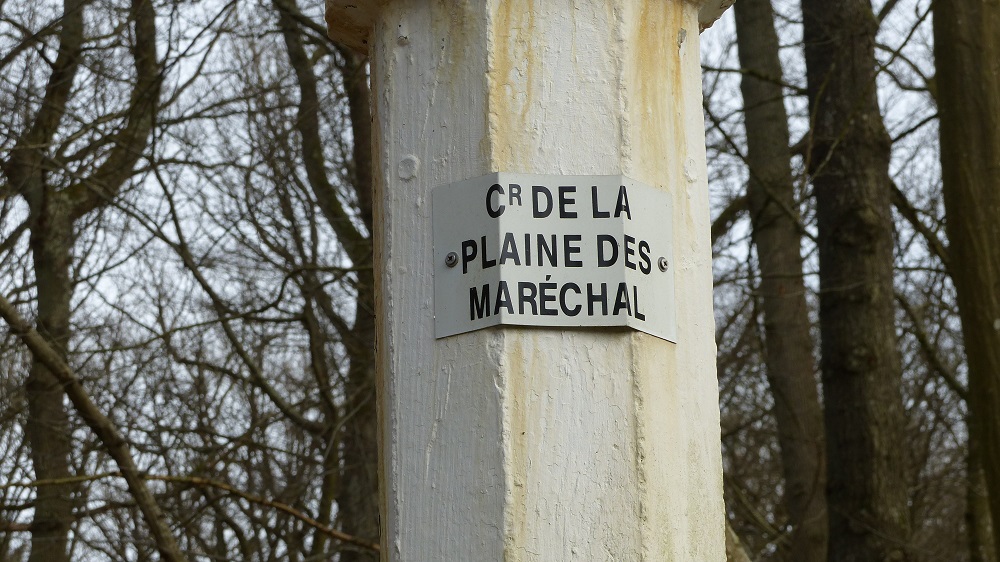 Cᴿ DE LA
PLAINE DES
MARÉCHAL